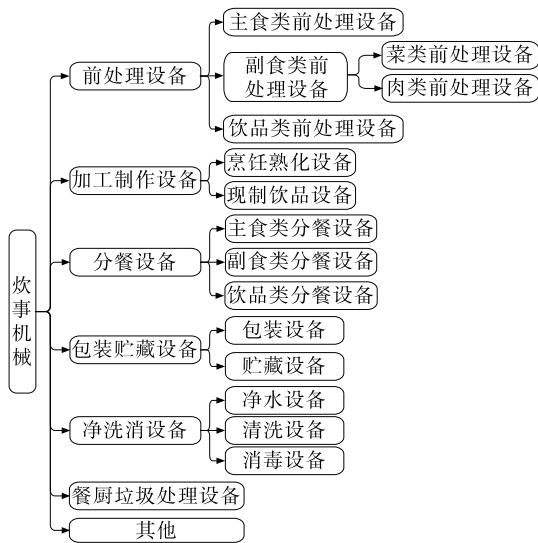 炊事机械
前处理设备
主食类前处理设备
副食类前
处理设备
菜类前处理设备
肉类前处理设备
饮品类前处理设备
加工制作设备
烹饪熟化设备
现制饮品设备
分餐设备
主食类分餐设备
副食类分餐设备
饮品类分餐设备
包装贮藏设备
包装设备
贮藏设备
净洗消设备
净水设备
清洗设备
消毒设备
餐厨垃圾处理设备
其他